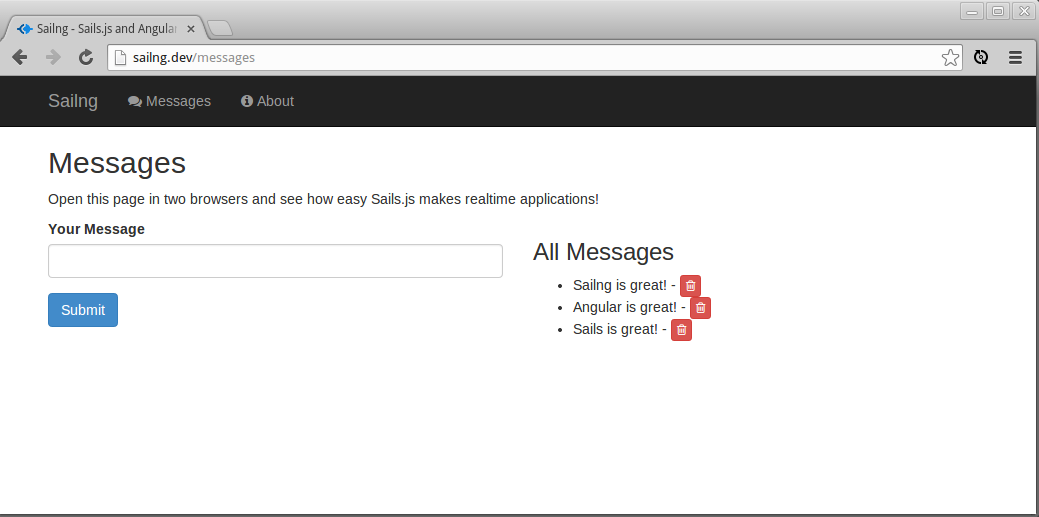 Sailng - Sails.js and Angular
sailng.dev/messages
Sailng Messages About
Messages
Open this page in two browsers and see how easy Sails.js makes realtime applications!
Your Message
Submit
All Messages
Sailng is great! -
Angular is great! -
Sails is great! -